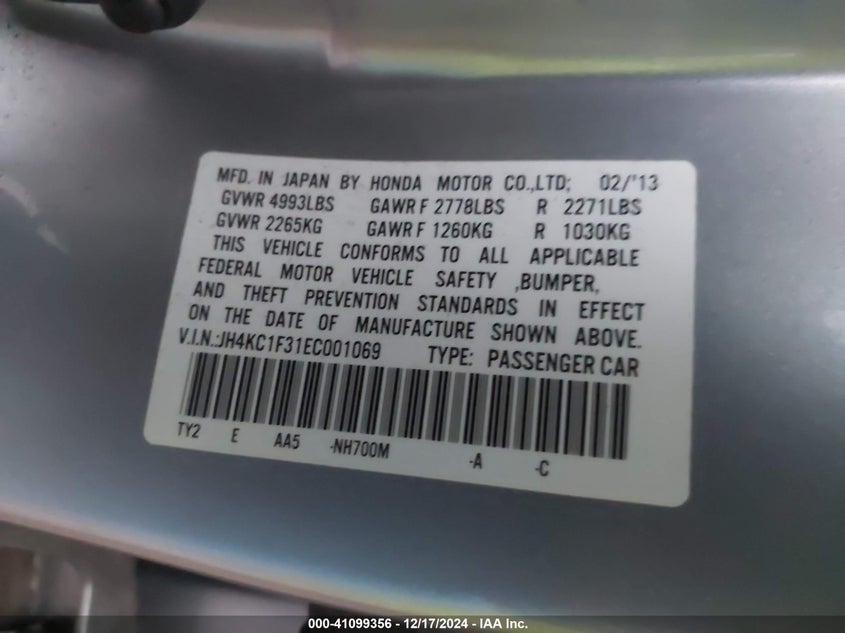 MFD. IN JAPAN BY HONDA MOTOR CO.,LTD; 02/'13
GVWR 4993LBS GAWR F 2778LBS R 2271LBS
GVWR 2265KG GAWR F 1260KG R 1030KG
THIS VEHICLE CONFORMS TO ALL APPLICABLE
FEDERAL MOTOR VEHICLE SAFETY ,BUMPER,
AND THEFT PREVENTION STANDARDS IN EFFECT
ON THE DATE OF MANUFACTURE SHOWN ABOVE.
V.I.N.:JH4KC1F31EC001069 TYPE: PASSENGER CAR
TY2 E AA5 -NH700M -A -C
000-41099356 - 12/17/2024 - IAA Inc.